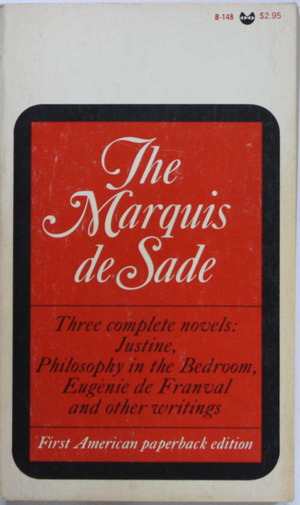 B-148 $2.95
The
Marquis
de Sade
Three complete novels:
Justine,
Philosophy in the Bedroom,
Eugénie de Franval
and other writings
First American paperback edition